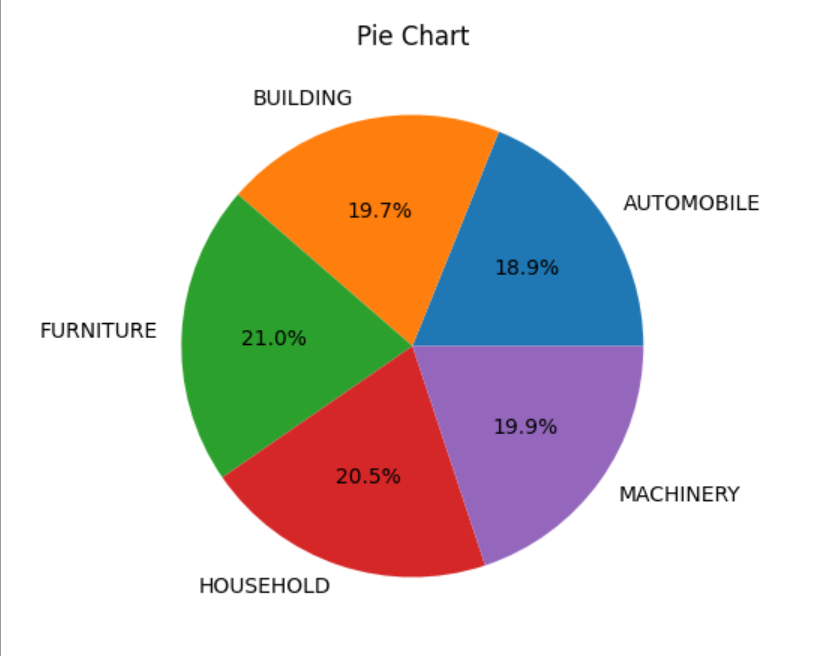 Pie Chart
BUILDING
AUTOMOBILE
19.7%
18.9%
FURNITURE
21.0%
19.9%
20.5%
MACHINERY
HOUSEHOLD